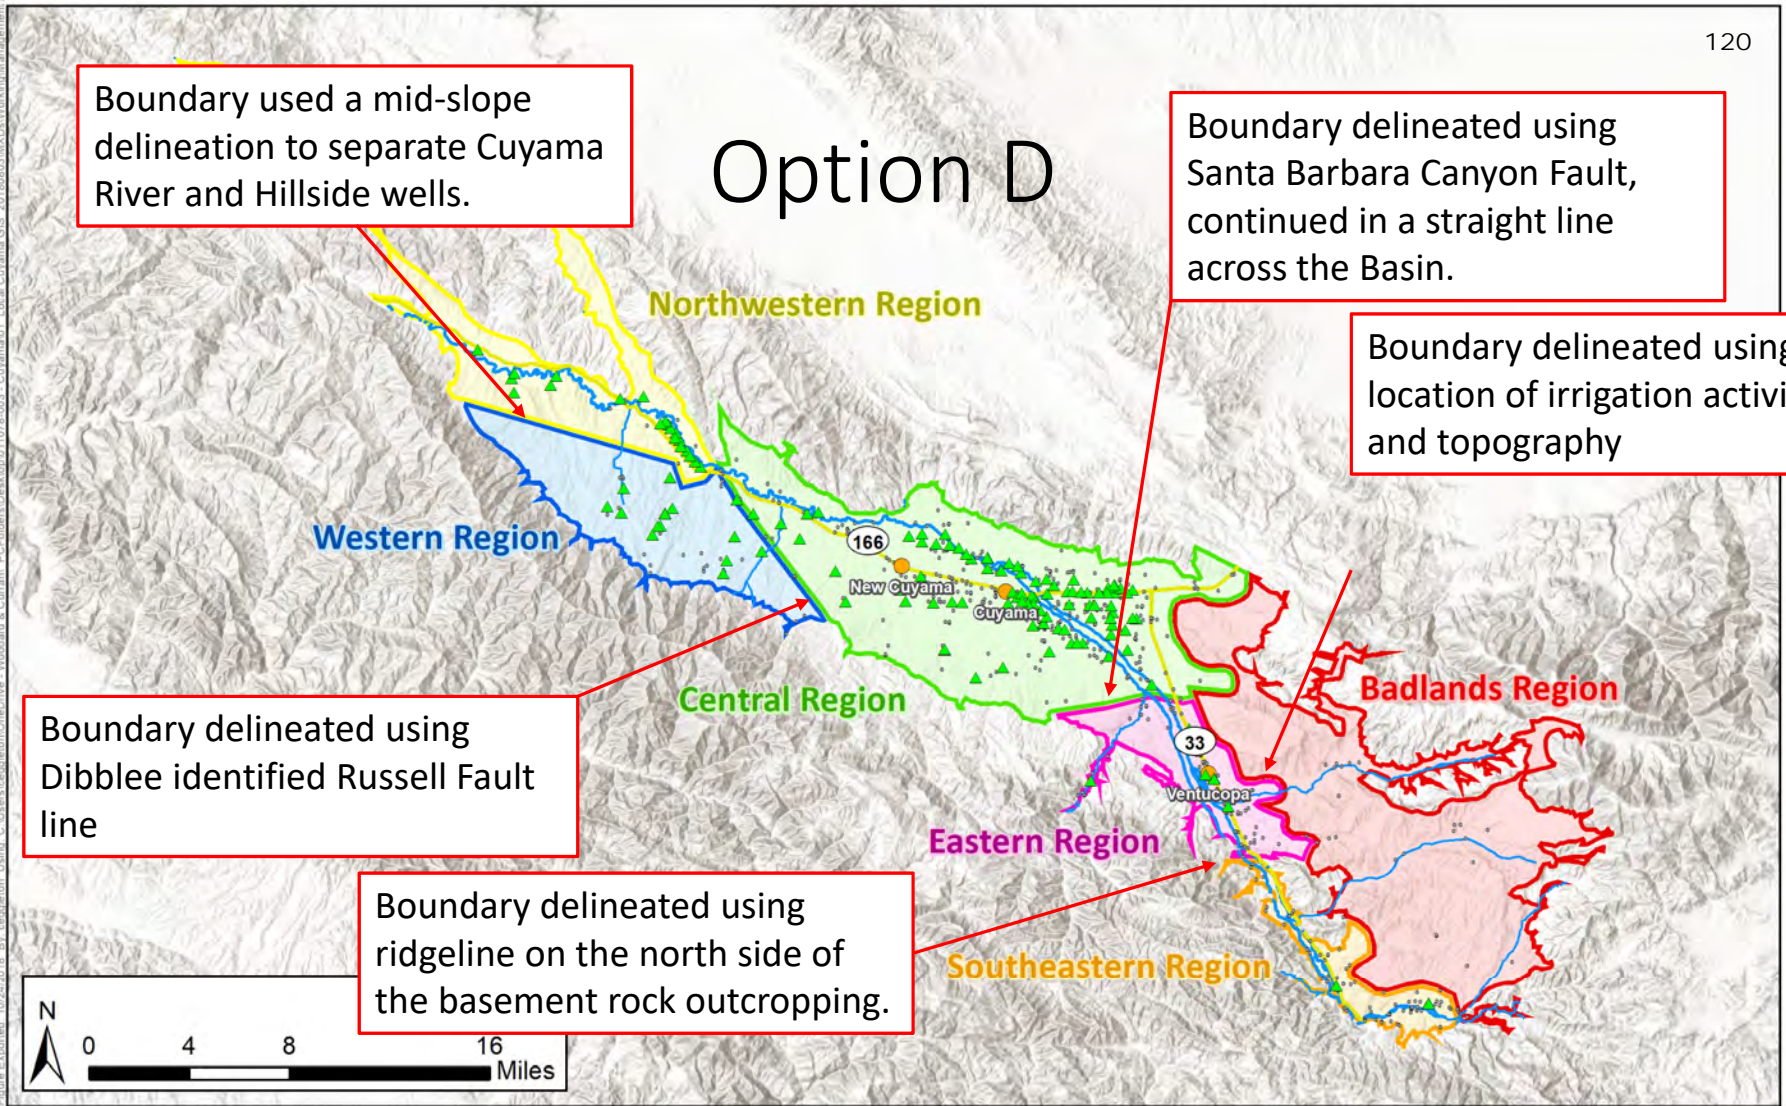 120
Boundary used a mid-slope
delineation to separate Cuyama
River and Hillside wells.
Option D
Boundary delineated using
Santa Barbara Canyon Fault,
continued in a straight line
across the Basin.
Northwestern Region
Boundary delineated using
location of irrigation activi
and topography
Western Region
166
New Cuyama
Cuyama
Central Region
Badlands Region
Boundary delineated using
Dibblee identified Russell Fault
line
33
Ventucopa
Eastern Region
Boundary delineated using
ridgeline on the north side of
the basement rock outcropping.
Southeastern Region
N
0 4 8 16
Miles